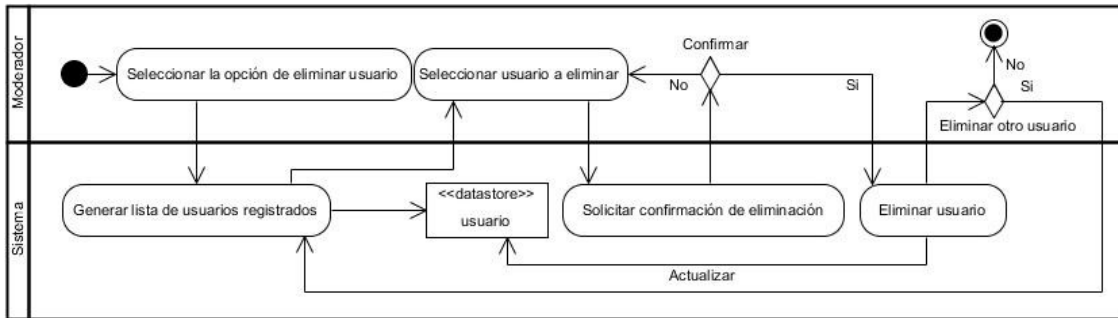 Moderador
Seleccionar la opción de eliminar usuario
Seleccionar usuario a eliminar
Confirmar
No
Si
No
Si
Eliminar otro usuario
Sistema
Generar lista de usuarios registrados
<<datastore>>
usuario
Solicitar confirmación de eliminación
Eliminar usuario
Actualizar